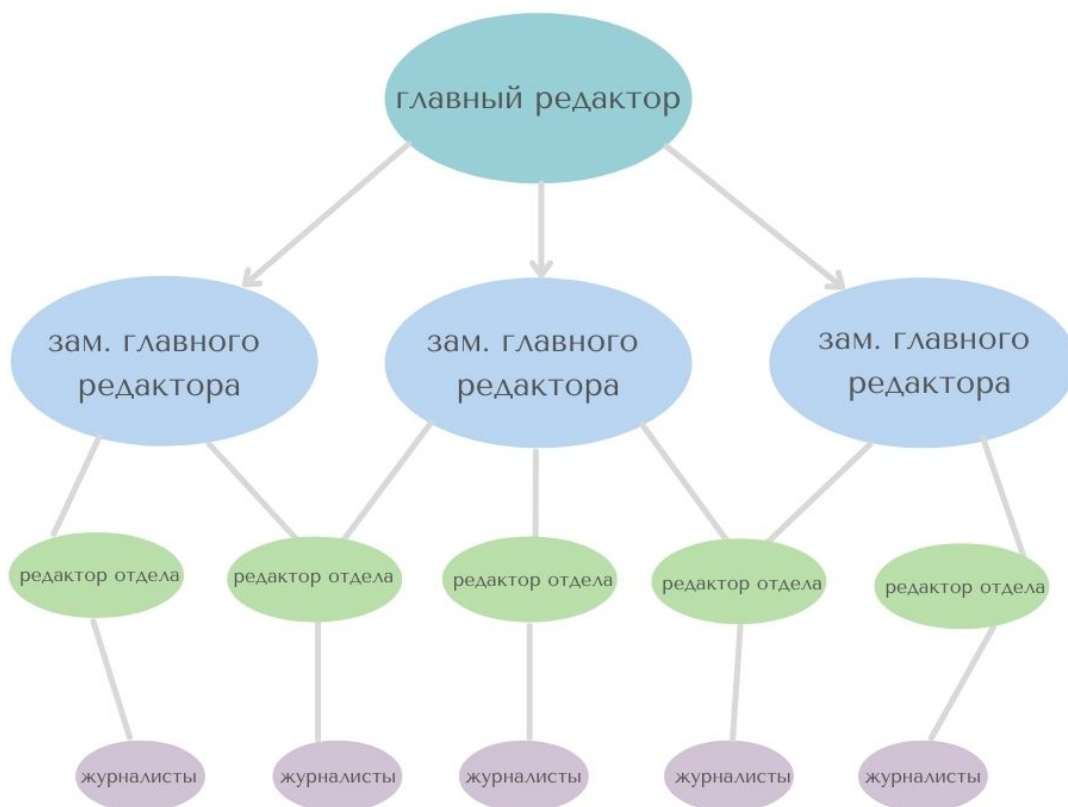 главный редактор
зам. главного
редактора
зам. главного
редактора
зам. главного
редактора
редактор отдела
редактор отдела
редактор отдела
редактор отдела
редактор отдела
журналисты
журналисты
журналисты
журналисты
журналисты